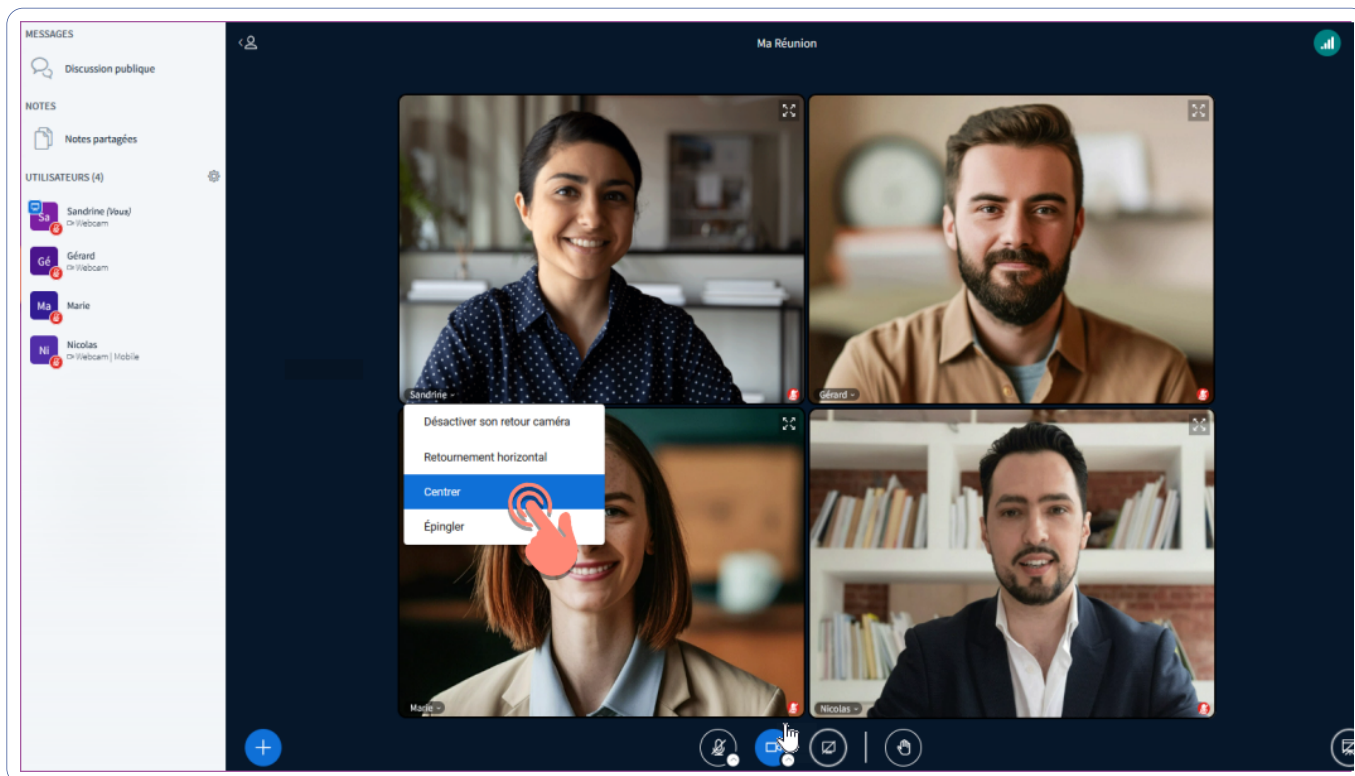 MESSAGES
Discussion publique
NOTES
Notes partagées
UTILISATEURS (4)
Sa
Sandrine (Vous)
Webcam
Gé
Gérard
Webcam
Ma
Marie
Ni
Nicolas
Webcam | Mobile
Ma Réunion
Sandrine
Gérard
Désactiver son retour caméra
Retournement horizontal
Centrer
Épingler
Marie
Nicolas